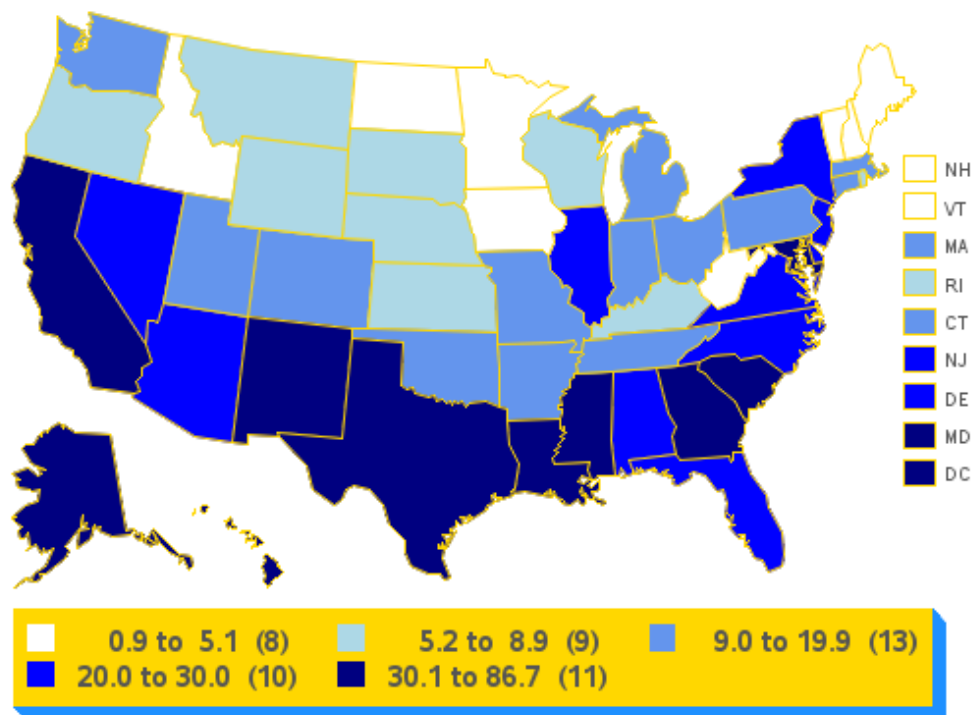 NH
VT
MA
RI
CT
NJ
DE
MD
DC
0.9 to 5.1 (8) 5.2 to 8.9 (9) 9.0 to 19.9 (13)
20.0 to 30.0 (10) 30.1 to 86.7 (11)